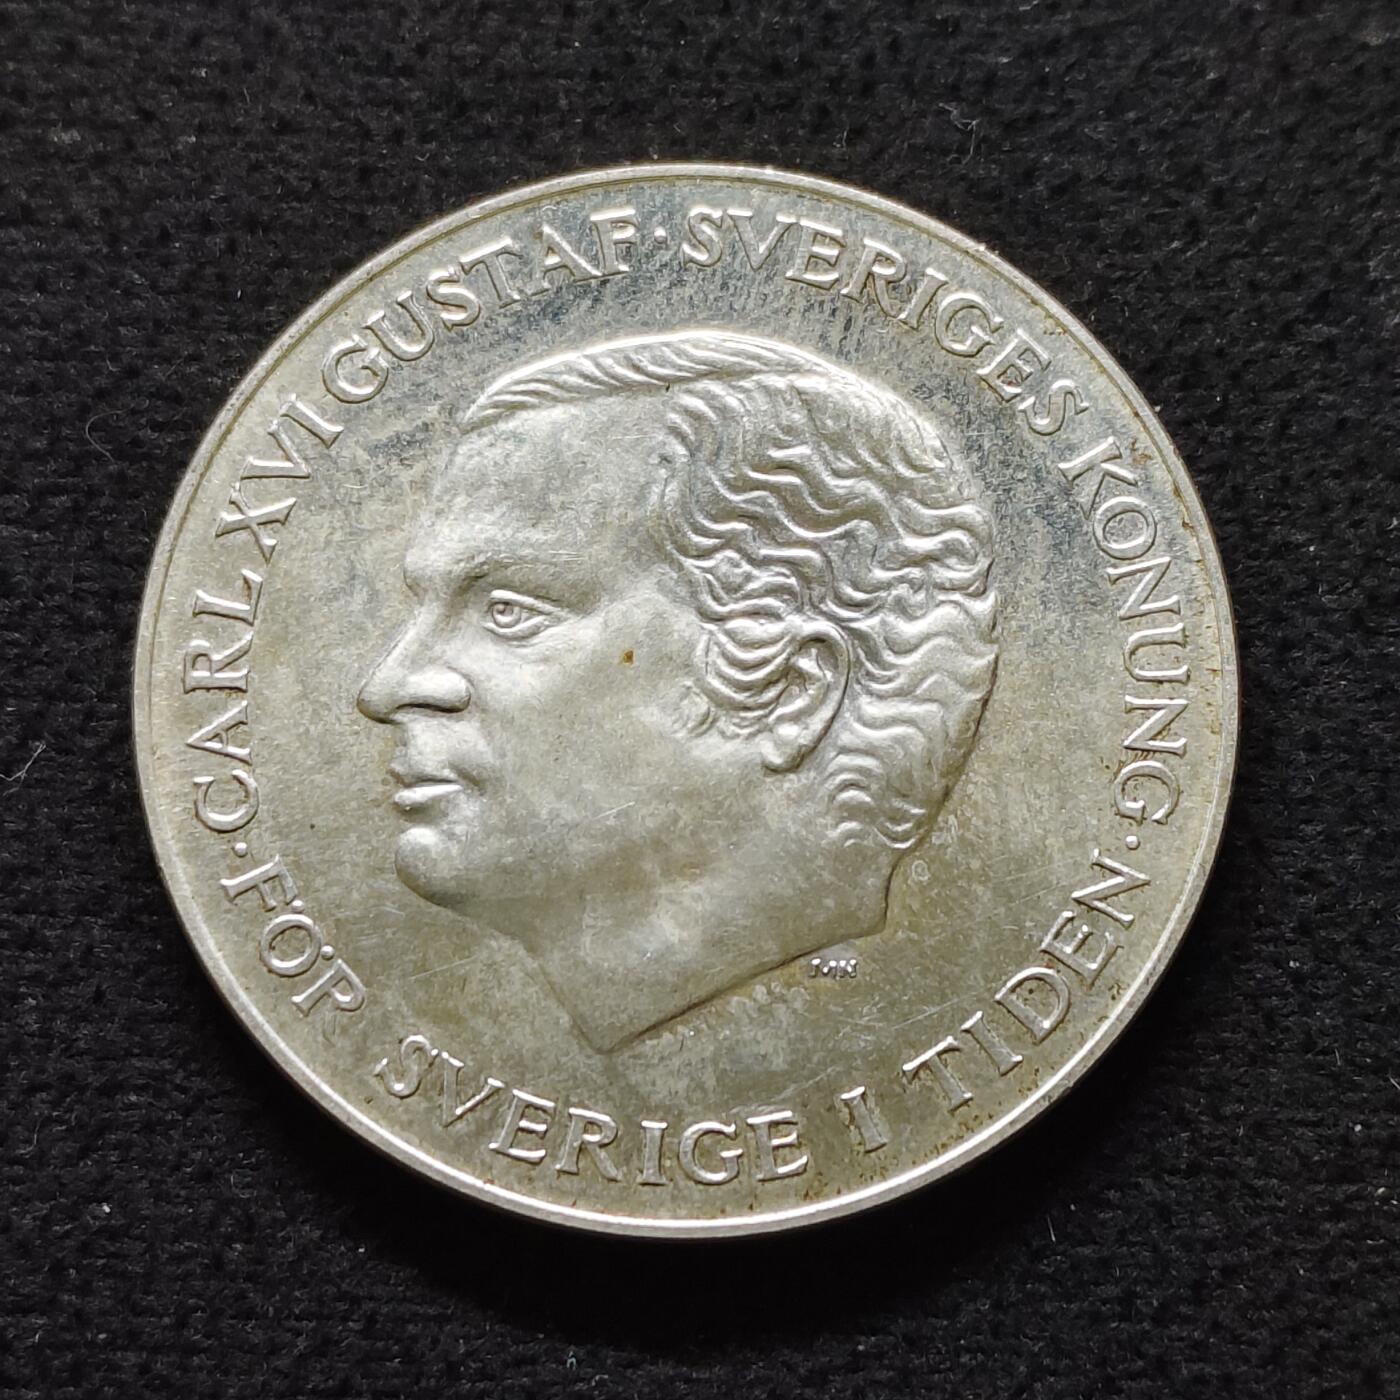 ·CARL XVI GUSTAF·SVERIGES KONUNG·
FÖR SVERIGE I TIDEN